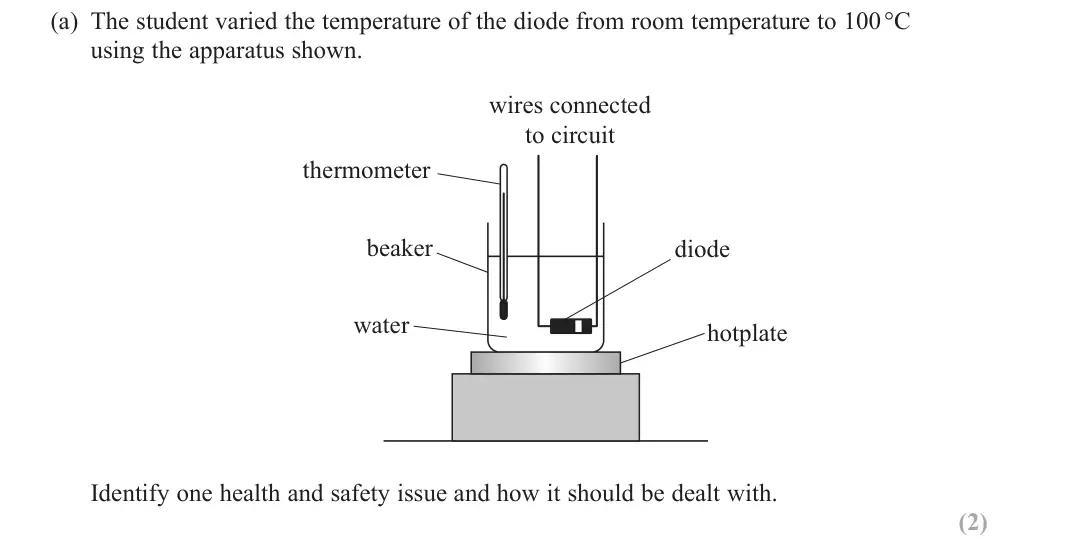 (a) The student varied the temperature of the diode from room temperature to 100 °C
using the apparatus shown.
wires connected
to circuit
thermometer
beaker
diode
water
hotplate
Identify one health and safety issue and how it should be dealt with.
(2)